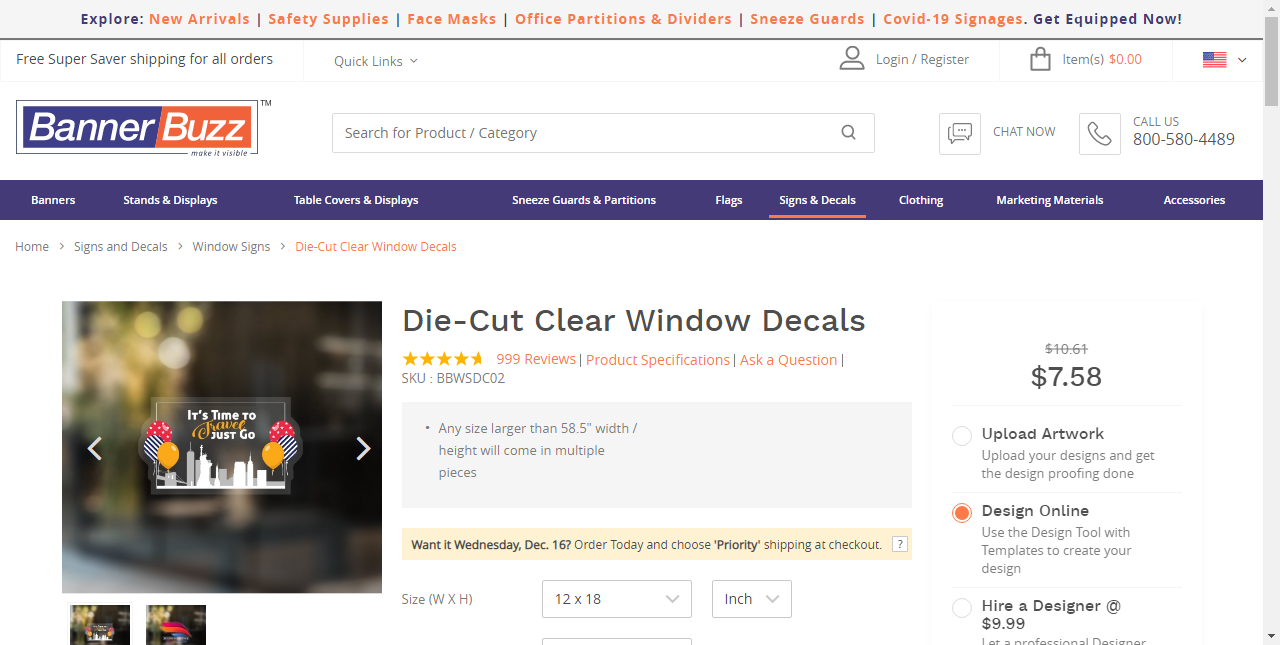 Explore: New Arrivals | Safety Supplies | Face Masks | Office Partitions & Dividers | Sneeze Guards | Covid-19 Signages. Get Equipped Now!
Free Super Saver shipping for all orders
Quick Links
Login / Register
Item(s) $0.00
BannerBuzz TM
make it visible
Search for Product / Category
CHAT NOW
CALL US
800-580-4489
Banners Stands & Displays Table Covers & Displays Sneeze Guards & Partitions Flags Signs & Decals Clothing Marketing Materials Accessories
Home > Signs and Decals > Window Signs > Die-Cut Clear Window Decals
IT'S TIME TO
Travel
JUST GO
Die-Cut Clear Window Decals
999 Reviews | Product Specifications | Ask a Question |
SKU : BBWSDC02
• Any size larger than 58.5" width /
height will come in multiple
pieces
Want it Wednesday, Dec. 16? Order Today and choose 'Priority' shipping at checkout. ?
Size (W X H)
12 x 18
Inch
$10.61
$7.58
Upload Artwork
Upload your designs and get
the design proofing done
Design Online
Use the Design Tool with
Templates to create your
design
Hire a Designer @
$9.99
Let a professional Designer